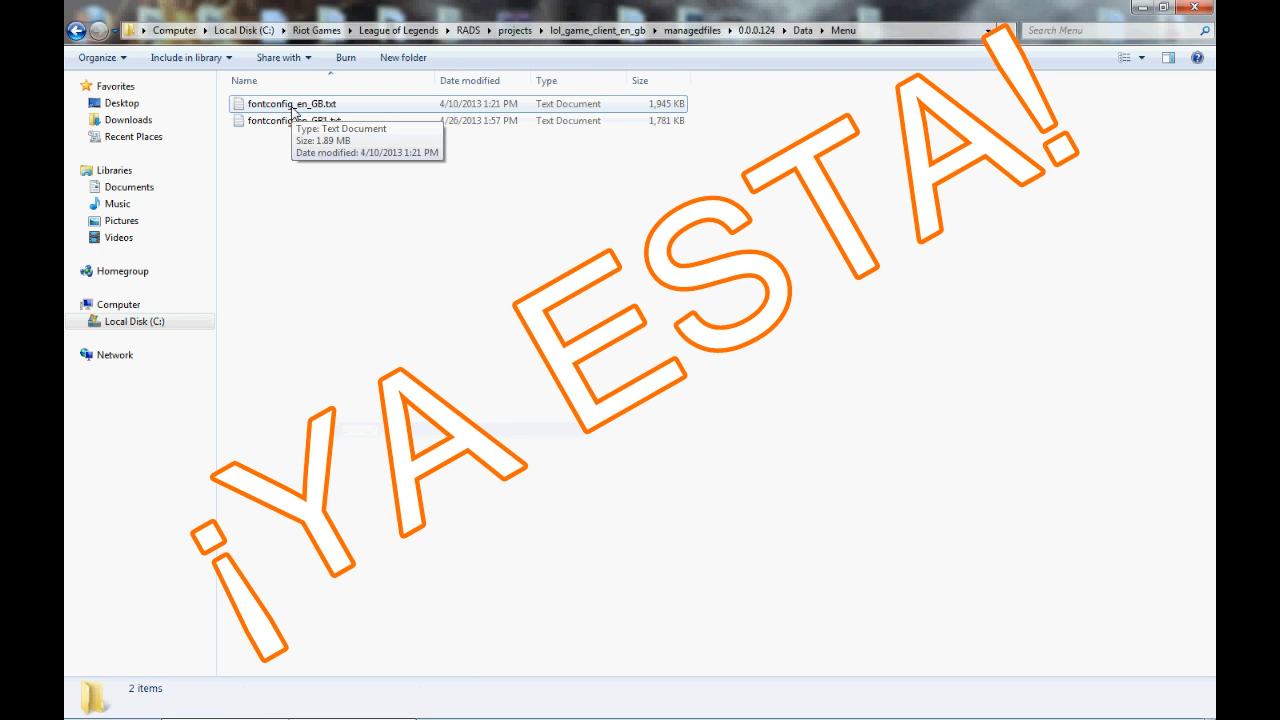 Computer Local Disk (C:) Riot Games League of Legends RADS projects lol_game_client_en_gb managedfiles 0.0.0.124 Data Menu
Search Menu
Organize Include in library Share with Burn New folder
Name Date modified Type Size
Favorites
Desktop
Downloads
Recent Places
Libraries
Documents
Music
Pictures
Videos
Homegroup
Computer
Local Disk (C:)
Network
fontconfig_en_GB.txt 4/10/2013 1:21 PM Text Document 1,945 KB
fontconfig_en_GB1.txt 4/26/2013 1:57 PM Text Document 1,781 KB
Type: Text Document
Size: 1.89 MB
Date modified: 4/10/2013 1:21 PM
¡YA ESTA!
2 items